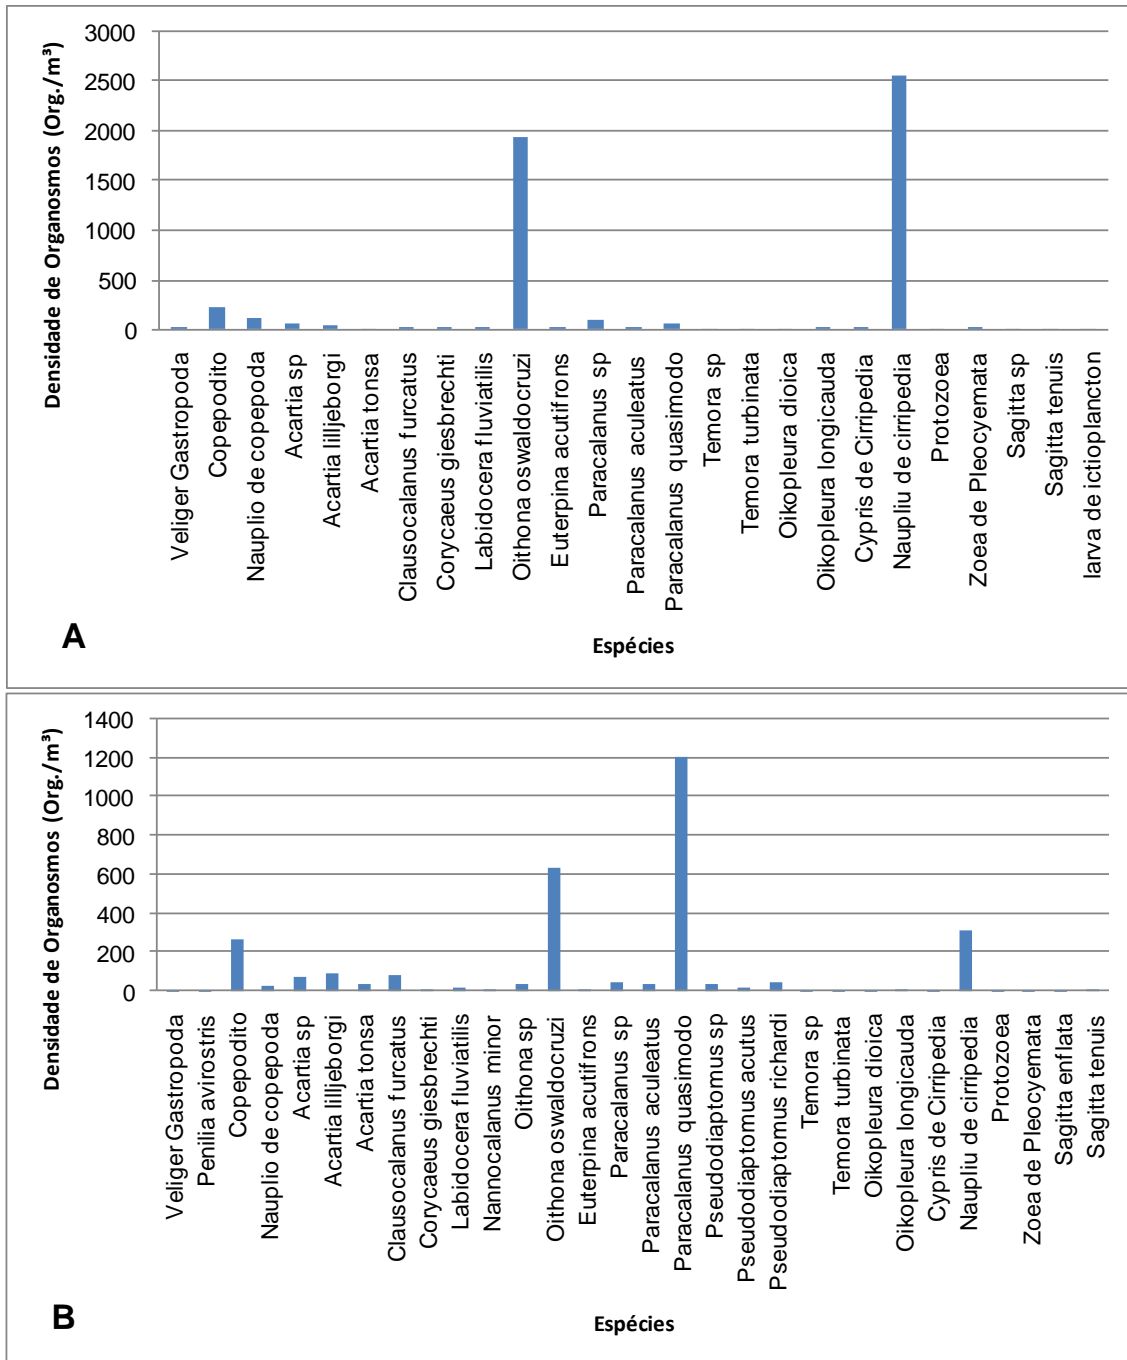 3000
2500
2000
1500
1000
500
0
Densidade de Organosmos (Org./m³)
Veliger Gastropoda
Copepodito
Nauplio de copepoda
Acartia sp
Acartia lilljeborgi
Acartia tonsa
Clausocalanus furcatus
Corycaeus giesbrechti
Labidocera fluviatilis
Oithona oswaldocruzi
Euterpina acutifrons
Paracalanus sp
Paracalanus aculeatus
Paracalanus quasimodo
Temora sp
Temora turbinata
Oikopleura dioica
Oikopleura longicauda
Cypris de Cirripedia
Naupliu de cirripedia
Protozoea
Zoea de Pleocyemata
Sagitta sp
Sagitta tenuis
larva de ictioplancton
A
Espécies
1400
1200
1000
800
600
400
200
0
Densidade de Organosmos (Org./m³)
Veliger Gastropoda
Penilia avirostris
Copepodito
Nauplio de copepoda
Acartia sp
Acartia lilljeborgi
Acartia tonsa
Clausocalanus furcatus
Corycaeus giesbrechti
Labidocera fluviatilis
Nannocalanus minor
Oithona sp
Oithona oswaldocruzi
Euterpina acutifrons
Paracalanus sp
Paracalanus aculeatus
Paracalanus quasimodo
Pseudodiaptomus sp
Pseudodiaptomus acutus
Pseudodiaptomus richardi
Temora sp
Temora turbinata
Oikopleura dioica
Oikopleura longicauda
Cypris de Cirripedia
Naupliu de cirripedia
Protozoea
Zoea de Pleocyemata
Sagitta enflata
Sagitta tenuis
B
Espécies